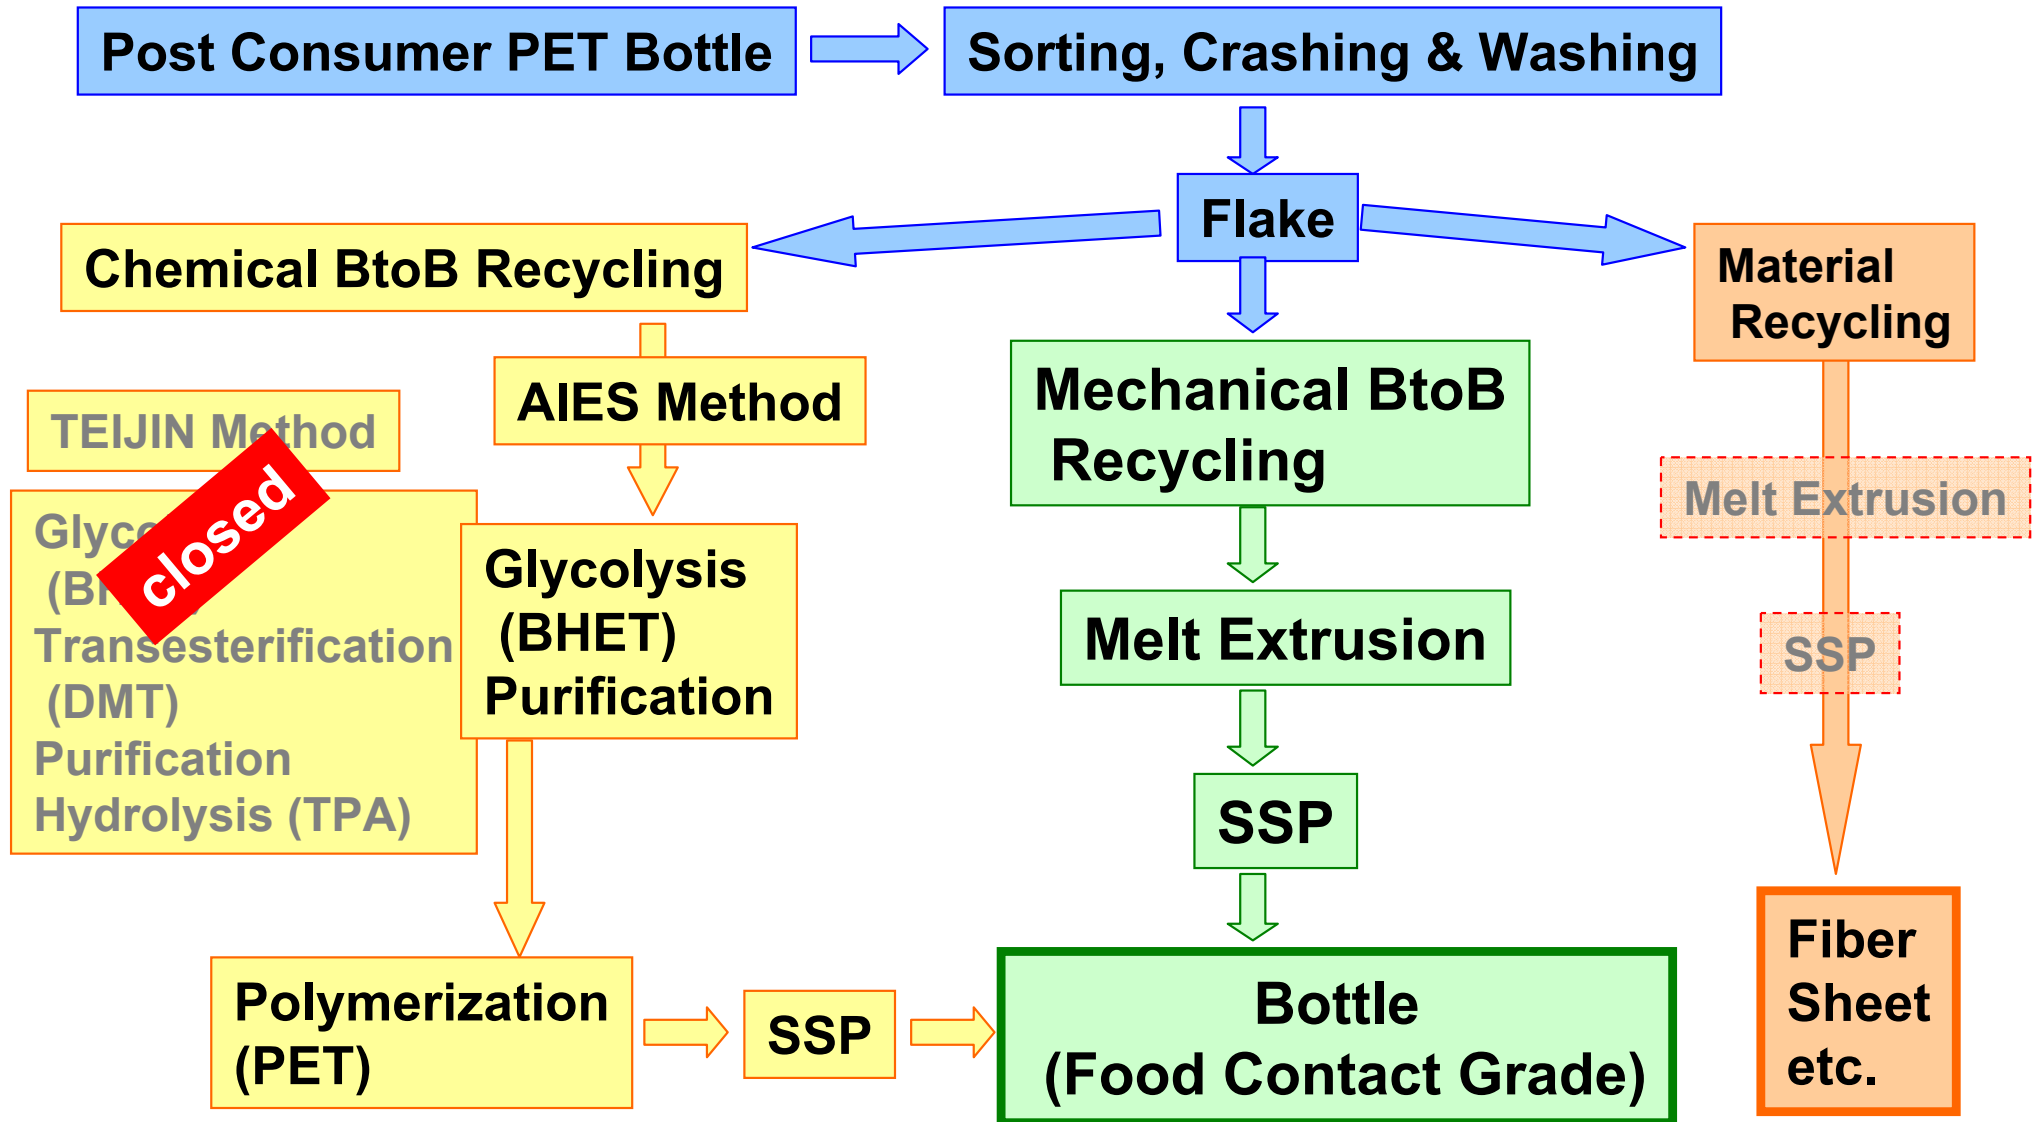 Post Consumer PET Bottle
Sorting, Crashing & Washing
Flake
Chemical BtoB Recycling
Material
Recycling
AIES Method
Mechanical BtoB
Recycling
TEIJIN Method
closed
Melt Extrusion
Glycolysis
(BHET)
Purification
Transesterification
(DMT)
Purification
Hydrolysis (TPA)
Melt Extrusion
SSP
SSP
Polymerization
(PET)
SSP
Bottle
(Food Contact Grade)
Fiber
Sheet
etc.